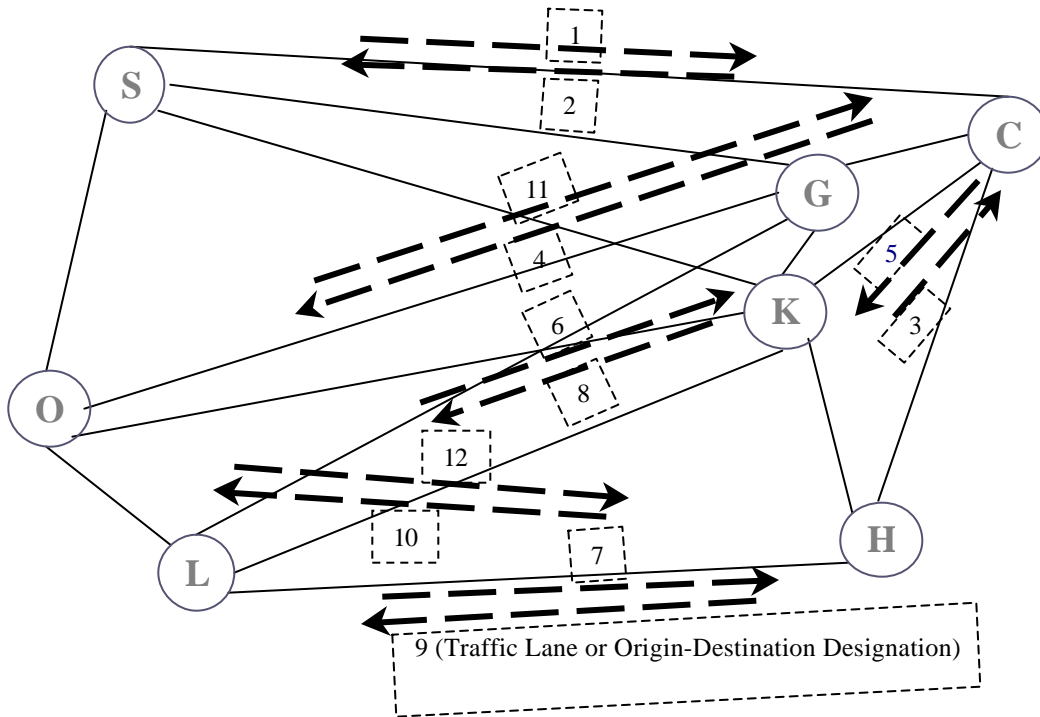 1
S
2
C
11
G
4
5
K
6
3
8
O
12
10
7
H
L
9 (Traffic Lane or Origin-Destination Designation)